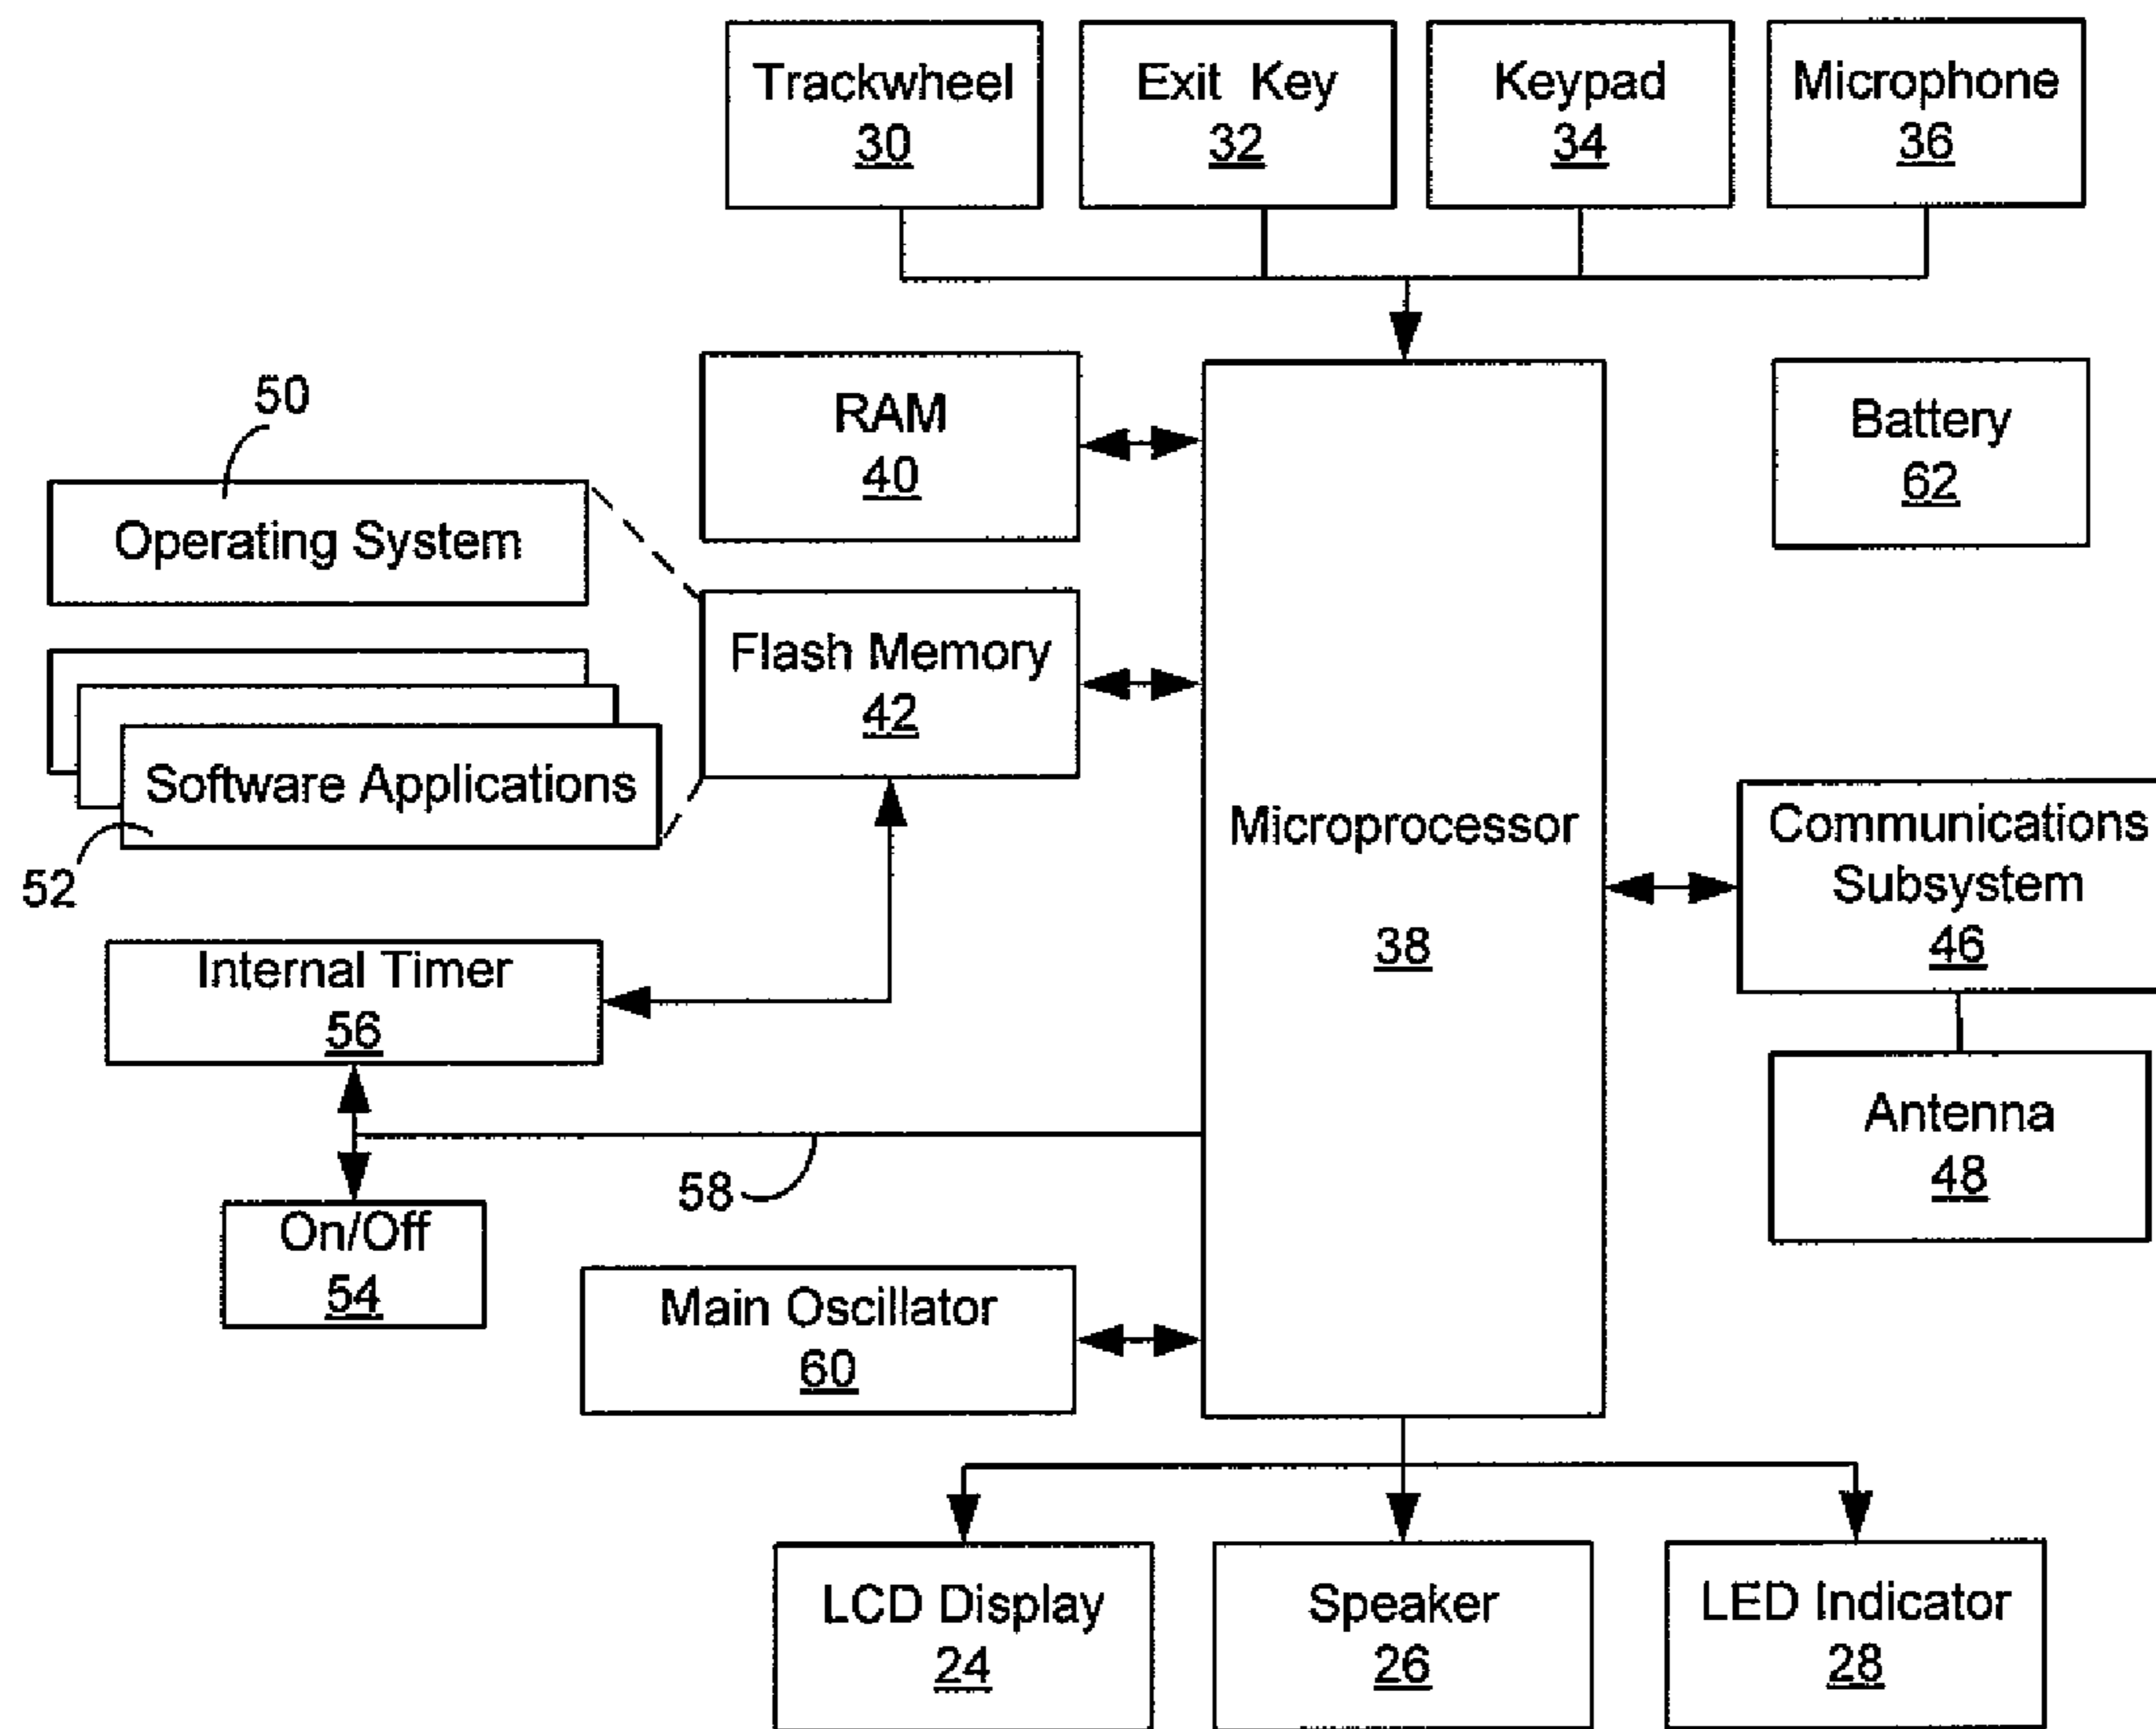 Trackwheel
30
Exit Key
32
Keypad
34
Microphone
36
RAM
40
Battery
62
50
Operating System
Flash Memory
42
Software Applications
52
Microprocessor
38
Communications
Subsystem
46
Internal Timer
56
Antenna
48
58
On/Off
54
Main Oscillator
60
LCD Display
24
Speaker
26
LED Indicator
28